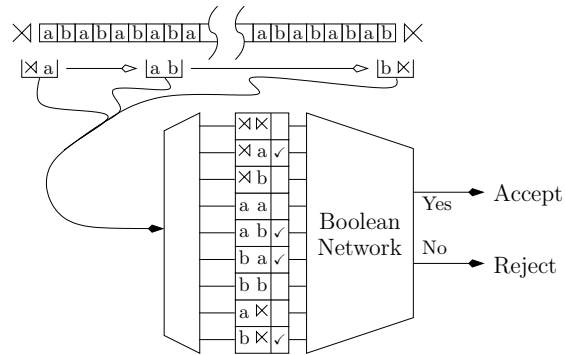 ⋊ a b a b a b a b a a b a b a b a b ⋉
⋊ a
a b
b ⋉
⋊ ⋉
⋊ a ✓
⋊ b
a a
a b ✓
b a ✓
b b
a ⋉
b ⋉ ✓
Boolean
Network
Yes
Accept
No
Reject